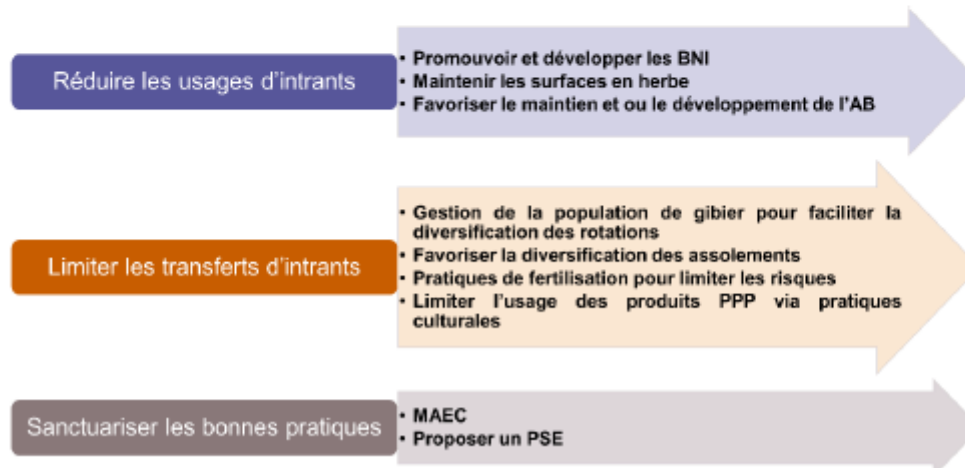 Réduire les usages d'intrants
• Promouvoir et développer les BNI
• Maintenir les surfaces en herbe
• Favoriser le maintien et ou le développement de l'AB
Limiter les transferts d'intrants
• Gestion de la population de gibier pour faciliter la
diversification des rotations
• Favoriser la diversification des assolements
• Pratiques de fertilisation pour limiter les risques
• Limiter l'usage des produits PPP via pratiques
culturales
Sanctuariser les bonnes pratiques
• MAEC
• Proposer un PSE